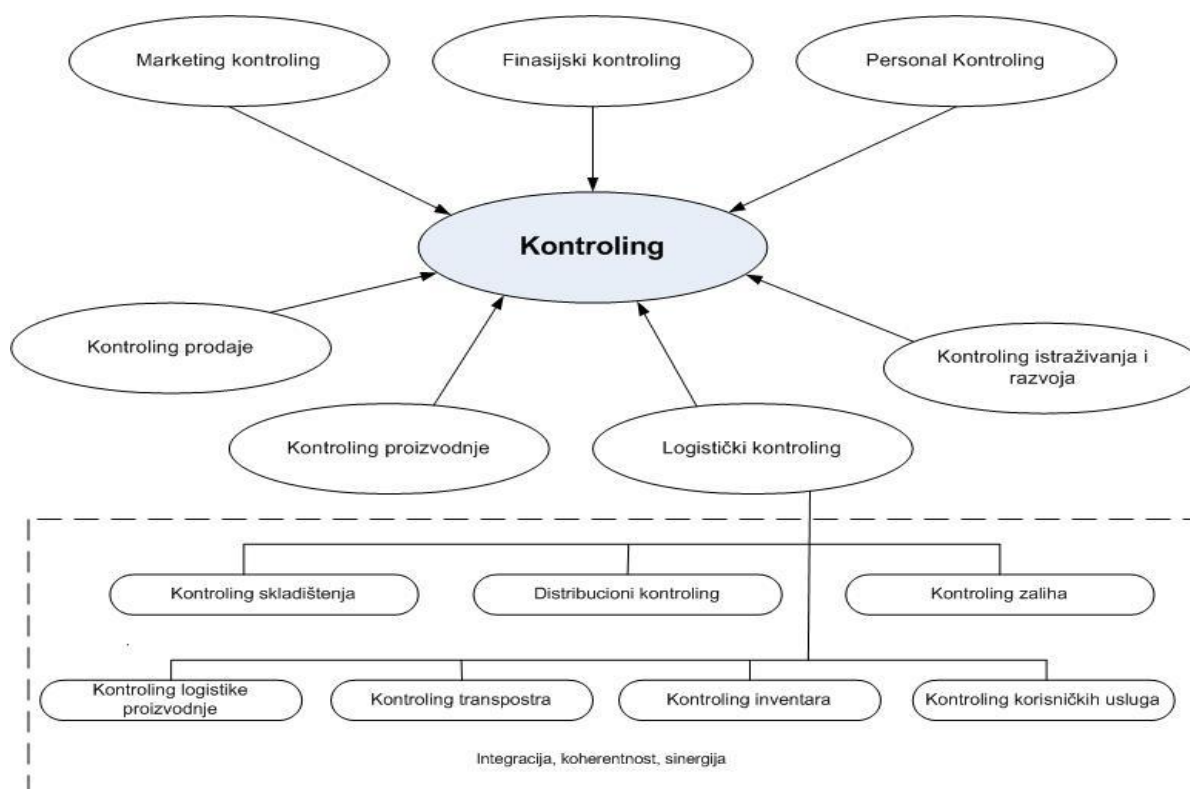 Marketing kontroling
Finasijski kontroling
Personal Kontroling
Kontroling
Kontroling prodaje
Kontroling istraživanja i
razvoja
Kontroling proizvodnje
Logistički kontroling
Kontroling skladištenja
Distribucioni kontroling
Kontroling zaliha
Kontroling logistike
proizvodnje
Kontroling transpostra
Kontroling inventara
Kontroling korisničkih usluga
Integracija, koherentnost, sinergija